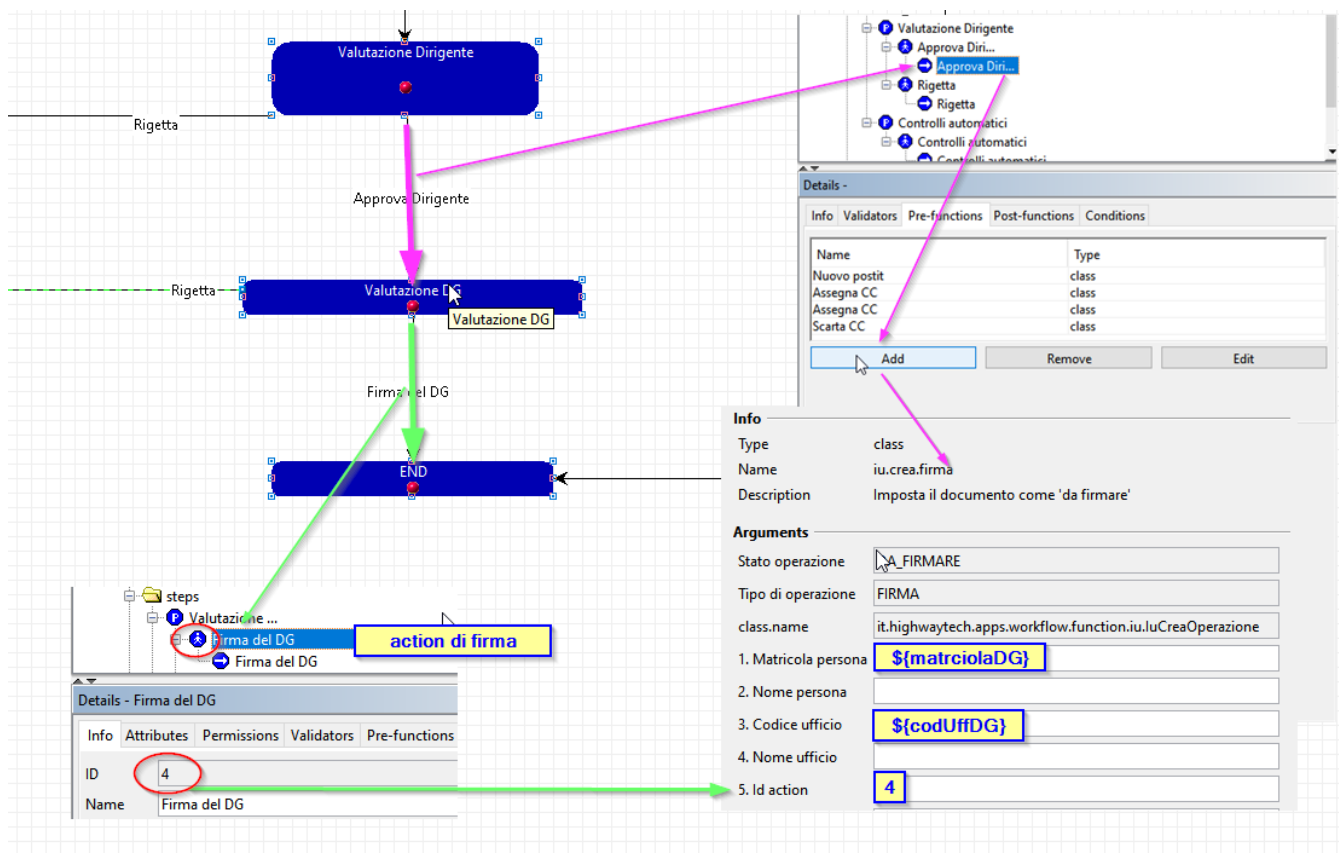 Valutazione Dirigente
Rigetta
Approva Dirigente
Rigetta
Valutazione DG
Valutazione DG
Firma del DG
END
Valutazione Dirigente
Approva Diri...
Approva Diri...
Rigetta
Rigetta
Controlli automatici
Controlli automatici
Controlli automatici
Details -
Info Validators Pre-functions Post-functions Conditions
Name Type
Nuovo postit class
Assegna CC class
Assegna CC class
Scarta CC class
Add Remove Edit
Info
Type class
Name iu.crea.firma
Description Imposta il documento come 'da firmare'
Arguments
Stato operazione DA_FIRMARE
Tipo di operazione FIRMA
class.name it.highwaytech.apps.workflow.function.iu.IuCreaOperazione
1. Matricola persona ${matrciolaDG}
2. Nome persona
3. Codice ufficio ${codUffDG}
4. Nome ufficio
5. Id action 4
steps
Valutazione ...
Firma del DG
action di firma
Firma del DG
Details - Firma del DG
Info Attributes Permissions Validators Pre-functions
ID 4
Name Firma del DG